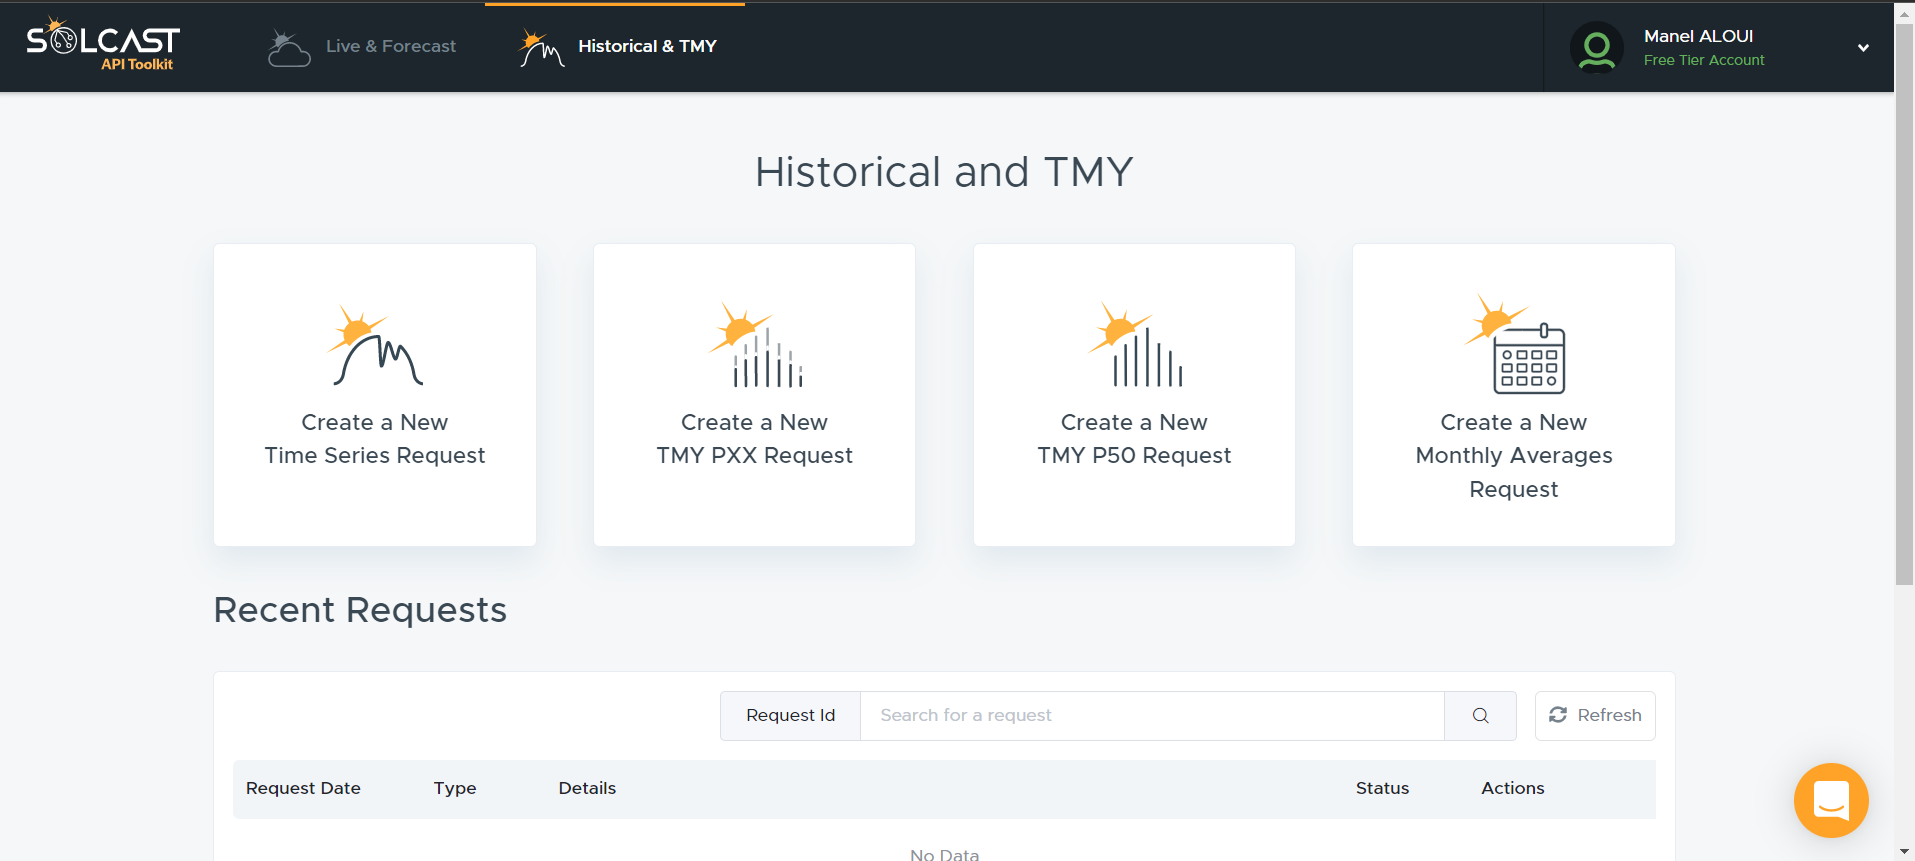 SOLCAST
API Toolkit
Live & Forecast
Historical & TMY
Manel ALOUI
Free Tier Account
Historical and TMY
Create a New
Time Series Request
Create a New
TMY PXX Request
Create a New
TMY P50 Request
Create a New
Monthly Averages
Request
Recent Requests
Request Id
Search for a request
Refresh
Request Date
Type
Details
Status
Actions
No Data